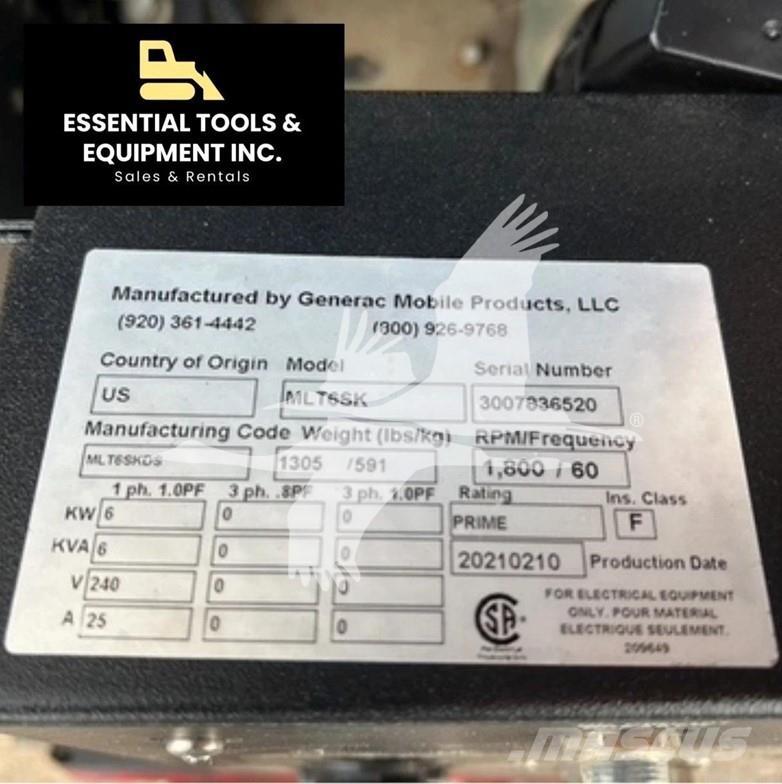 ESSENTIAL TOOLS &
EQUIPMENT INC.
Sales & Rentals
Manufactured by Generac Mobile Products, LLC
(920) 361-4442 (800) 926-9768
Country of Origin Model Serial Number
US MLT6SK 3007836520
Manufacturing Code Weight (lbs/kg) RPM/Frequency
MLT6SKDS 1305 /591 1,800 / 60
1 ph. 1.0PF 3 ph. .8PF 3 ph. 1.0PF Rating Ins. Class
KW 6 0 0 PRIME F
KVA 6 0 0 20210210 Production Date
V 240 0 0 FOR ELECTRICAL EQUIPMENT
ONLY. POUR MATERIAL
A 25 0 0 ELECTRIQUE SEULEMENT.
209649
mascus